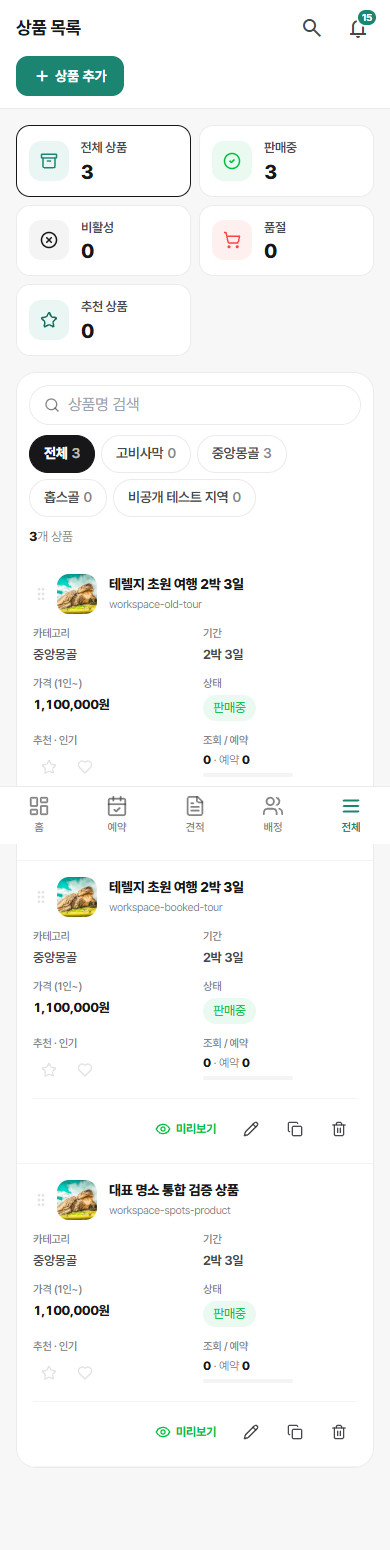 상품 목록
15
+ 상품 추가
전체 상품
3
판매중
3
비활성
0
품절
0
추천 상품
0
상품명 검색
전체 3
고비사막 0
중앙몽골 3
홉스골 0
비공개 테스트 지역 0
3개 상품
테렐지 초원 여행 2박 3일
workspace-old-tour
카테고리
기간
중앙몽골
2박 3일
가격 (1인~)
상태
1,100,000원
판매중
추천 · 인기
조회 / 예약
0 · 예약 0
홈
예약
견적
배정
전체
테렐지 초원 여행 2박 3일
workspace-booked-tour
카테고리
기간
중앙몽골
2박 3일
가격 (1인~)
상태
1,100,000원
판매중
추천 · 인기
조회 / 예약
0 · 예약 0
미리보기
대표 명소 통합 검증 상품
workspace-spots-product
카테고리
기간
중앙몽골
2박 3일
가격 (1인~)
상태
1,100,000원
판매중
추천 · 인기
조회 / 예약
0 · 예약 0
미리보기